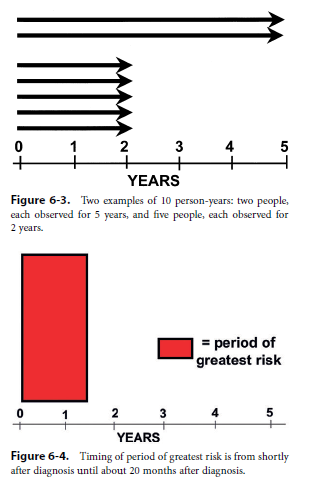 0 1 2 3 4 5
YEARS
Figure 6-3. Two examples of 10 person-years: two people,
each observed for 5 years, and five people, each observed for
2 years.
= period of
greatest risk
0 1 2 3 4 5
YEARS
Figure 6-4. Timing of period of greatest risk is from shortly
after diagnosis until about 20 months after diagnosis.